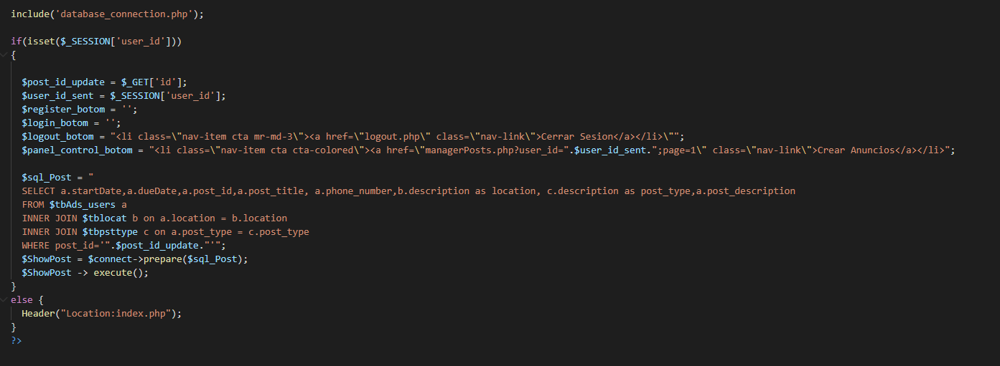 include('database_connection.php');
if(isset($_SESSION['user_id']))
{
$post_id_update = $_GET['id'];
$user_id_sent = $_SESSION['user_id'];
$register_botom = '';
$login_botom = '';
$logout_botom = "<li class=\"nav-item cta mr-md-3\"><a href=\"logout.php\" class=\"nav-link\">Cerrar Sesion</a></li>\"";
$panel_control_botom = "<li class=\"nav-item cta cta-colored\"><a href=\"managerPosts.php?user_id=".$user_id_sent.";page=1\" class=\"nav-link\">Crear Anuncios</a></li>";
$sql_Post = "
SELECT a.startDate,a.dueDate,a.post_id,a.post_title, a.phone_number,b.description as location, c.description as post_type,a.post_description
FROM $tbAds_users a
INNER JOIN $tblocat b on a.location = b.location
INNER JOIN $tbpsttype c on a.post_type = c.post_type
WHERE post_id='".$post_id_update."'";
$ShowPost = $connect->prepare($sql_Post);
$ShowPost -> execute();
}
else {
Header("Location:index.php");
}
?>